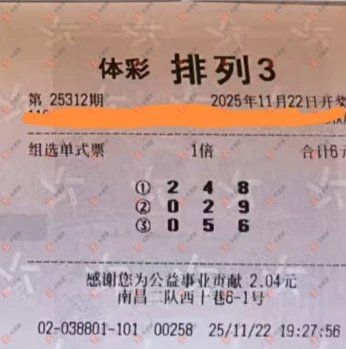 体彩 排列3
第 25312期 2025年11月22日开奖
组选单式票 1倍 合计6元
① 2 4 8
② 0 2 9
③ 0 5 6
感谢您为公益事业贡献 2.04元
南昌二队西十巷6-1号
02-038801-101 00258 25/11/22 19:27:56